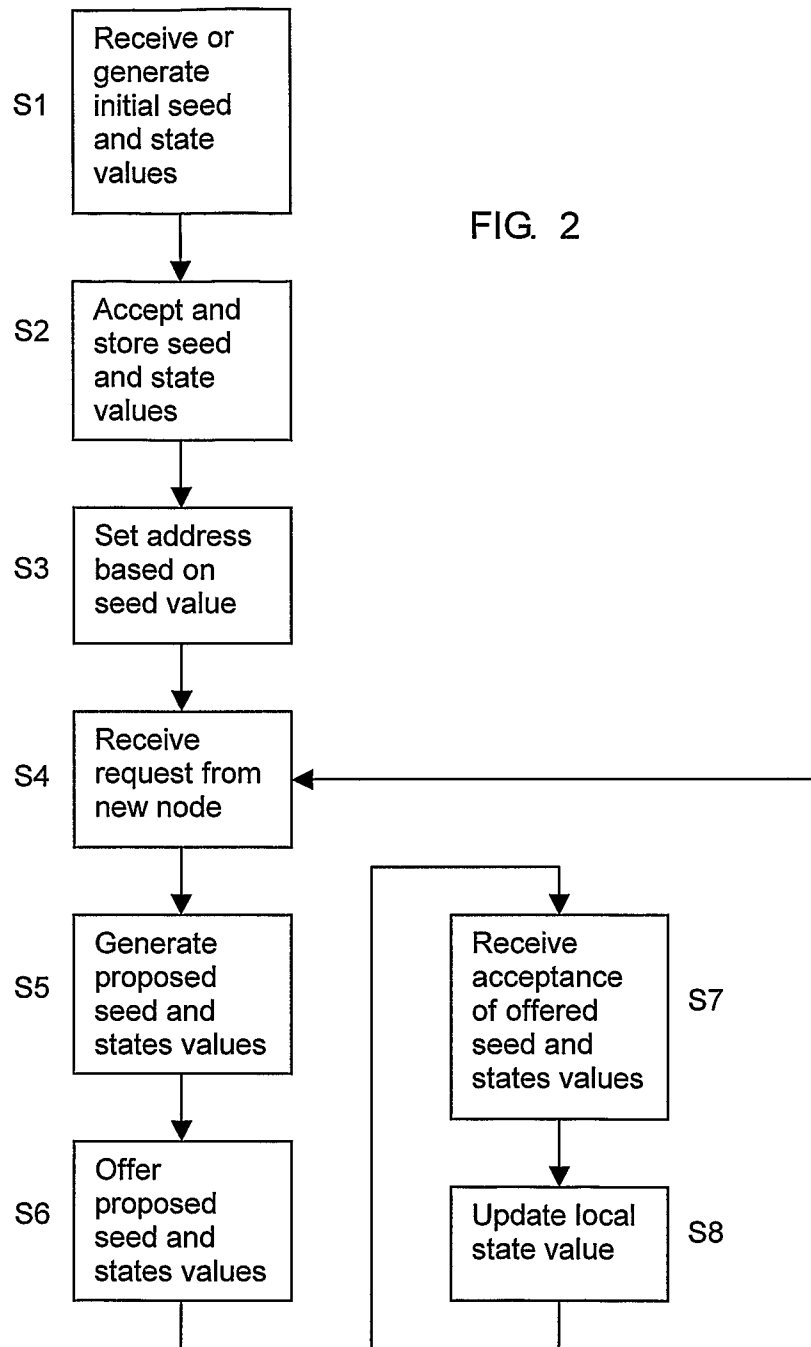 S1
Receive or
generate
initial seed
and state
values
FIG. 2
S2
Accept and
store seed
and state
values
S3
Set address
based on
seed value
S4
Receive
request from
new node
S5
Generate
proposed
seed and
states values
S6
Offer
proposed
seed and
states values
Receive
acceptance
of offered
seed and
states values
S7
Update local
state value
S8